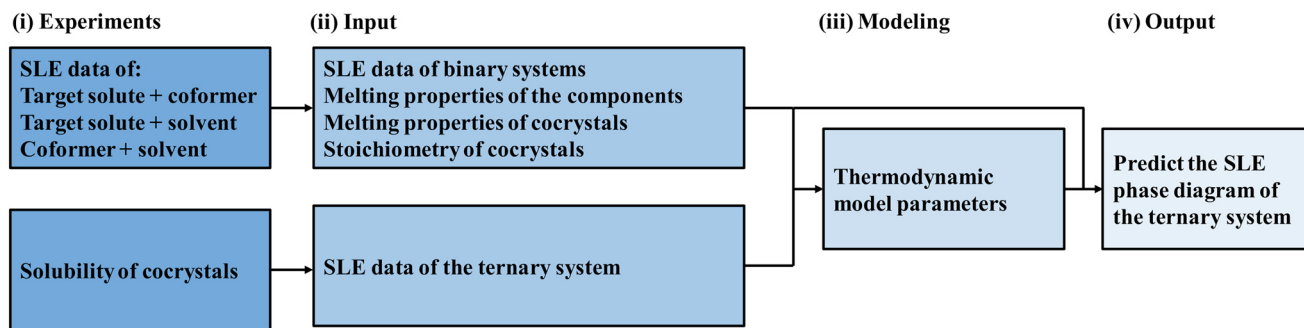 (i) Experiments
(ii) Input
(iii) Modeling
(iv) Output
SLE data of:
Target solute + coformer
Target solute + solvent
Coformer + solvent
SLE data of binary systems
Melting properties of the components
Melting properties of cocrystals
Stoichiometry of cocrystals
Solubility of cocrystals
SLE data of the ternary system
Thermodynamic
model parameters
Predict the SLE
phase diagram of
the ternary system